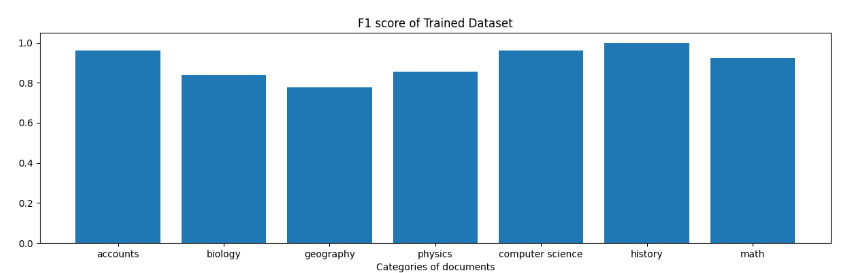 F1 score of Trained Dataset
1.0
0.8
0.6
0.4
0.2
0.0
accounts biology geography physics computer science history math
Categories of documents